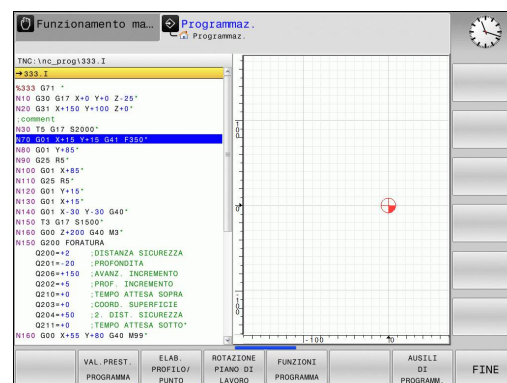 Funzionamento ma…
Programmaz.
Programmaz.
TNC:\nc_prog\333.I
→333.I
%333 G71 *
N10 G30 G17 X+0 Y+0 Z-25*
N20 G31 X+150 Y+100 Z+0*
;comment
N30 T5 G17 S2000*
N70 G01 X+15 Y+15 G41 F350*
N80 G01 Y+85*
N90 G25 R5*
N100 G01 X+85*
N110 G25 R5*
N120 G01 Y+15*
N130 G01 X+15*
N140 G01 X-30 Y-30 G40*
N150 T3 G17 S1500*
N160 G00 Z+200 G40 M3*
N150 G200 FORATURA
Q200=+2 ;DISTANZA SICUREZZA
Q201=-20 ;PROFONDITA
Q206=+150 ;AVANZ. INCREMENTO
Q202=+5 ;PROF. INCREMENTO
Q210=+0 ;TEMPO ATTESA SOPRA
Q203=+0 ;COORD. SUPERFICIE
Q204=+50 ;2. DIST. SICUREZZA
Q211=+0 ;TEMPO ATTESA SOTTO*
N160 G00 X+55 Y+80 G40 M99*
-100
VAL.PREST.
PROGRAMMA
ELAB.
PROFILO/
PUNTO
ROTAZIONE
PIANO DI
LAVORO
FUNZIONI
PROGRAMMA
AUSILI
DI
PROGRAMM.
FINE